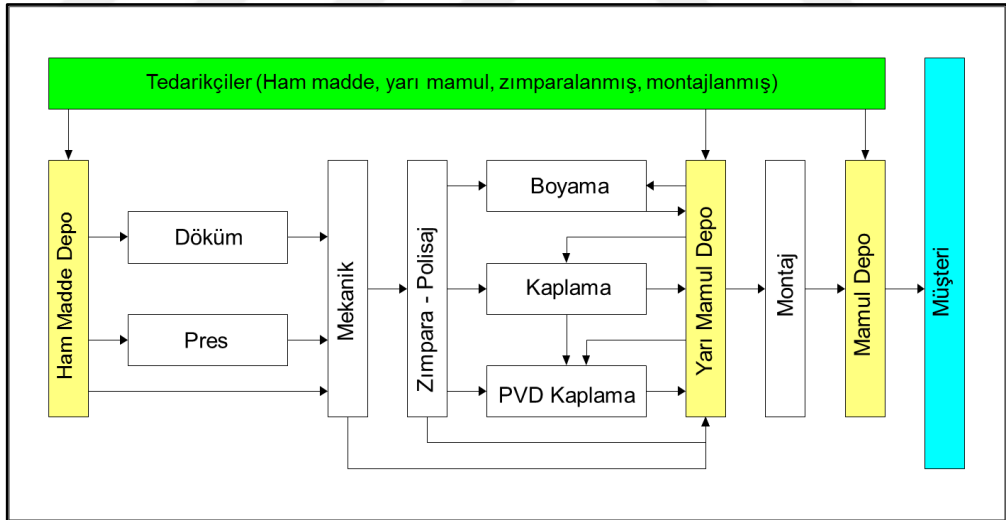 Tedarikçiler (Ham madde, yarı mamul, zımparalanmış, montajlanmış)
Ham Madde Depo
Döküm
Pres
Mekanik
Zımpara - Polisaj
Boyama
Kaplama
PVD Kaplama
Yarı Mamul Depo
Montaj
Mamul Depo
Müşteri